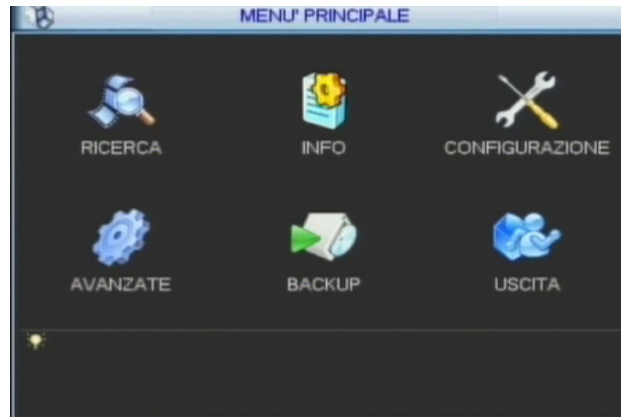 MENU' PRINCIPALE
RICERCA
INFO
CONFIGURAZIONE
AVANZATE
BACKUP
USCITA